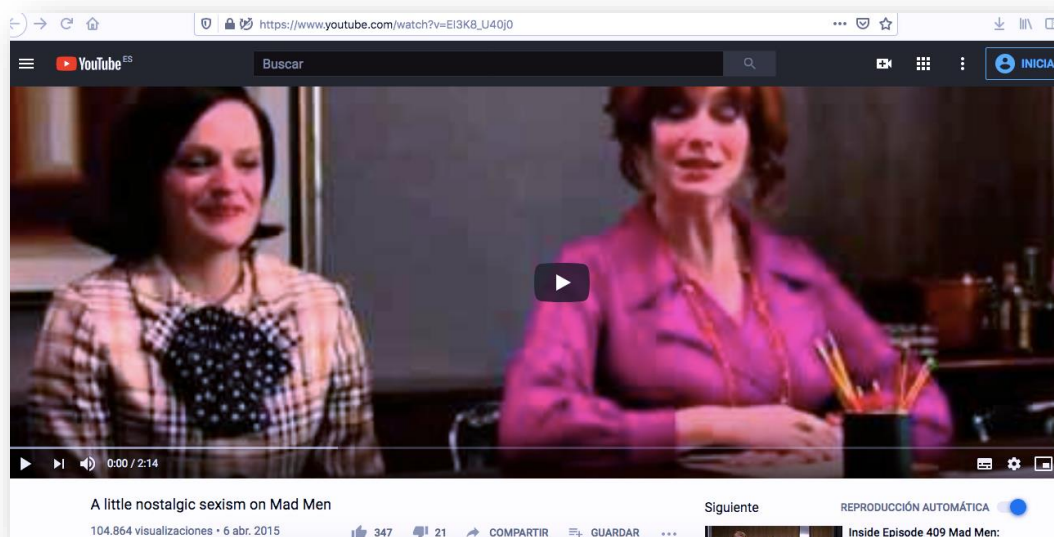 https://www.youtube.com/watch?v=EI3K8_U40j0
YouTube ES
Buscar
INICIA
0:00 / 2:14
A little nostalgic sexism on Mad Men
104.864 visualizaciones • 6 abr. 2015
347
21
COMPARTIR
GUARDAR
Siguiente
REPRODUCCIÓN AUTOMÁTICA
Inside Episode 409 Mad Men: